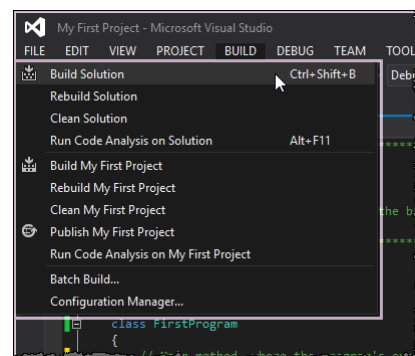 My First Project - Microsoft Visual Studio
FILE EDIT VIEW PROJECT BUILD DEBUG TEAM
Build Solution Ctrl+Shift+B
Rebuild Solution
Clean Solution
Run Code Analysis on Solution Alt+F11
*****
Build My First Project
Rebuild My First Project
Clean My First Project
the b
Publish My First Project
****
Run Code Analysis on My First Project
Batch Build...
Configuration Manager...
class FirstProgram
{